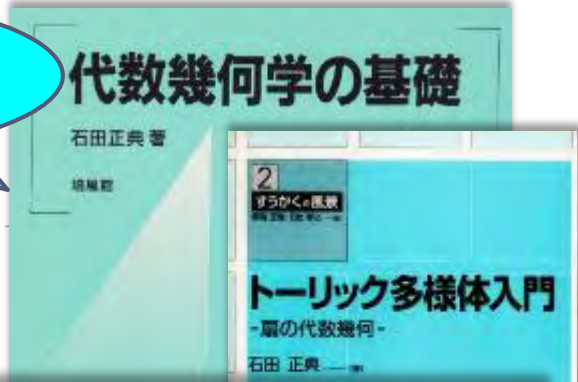 代数幾何学の基礎
石田正典 著
培風館
2
すうがくの風景
トーリック多様体入門
-扇の代数幾何-
石田 正典